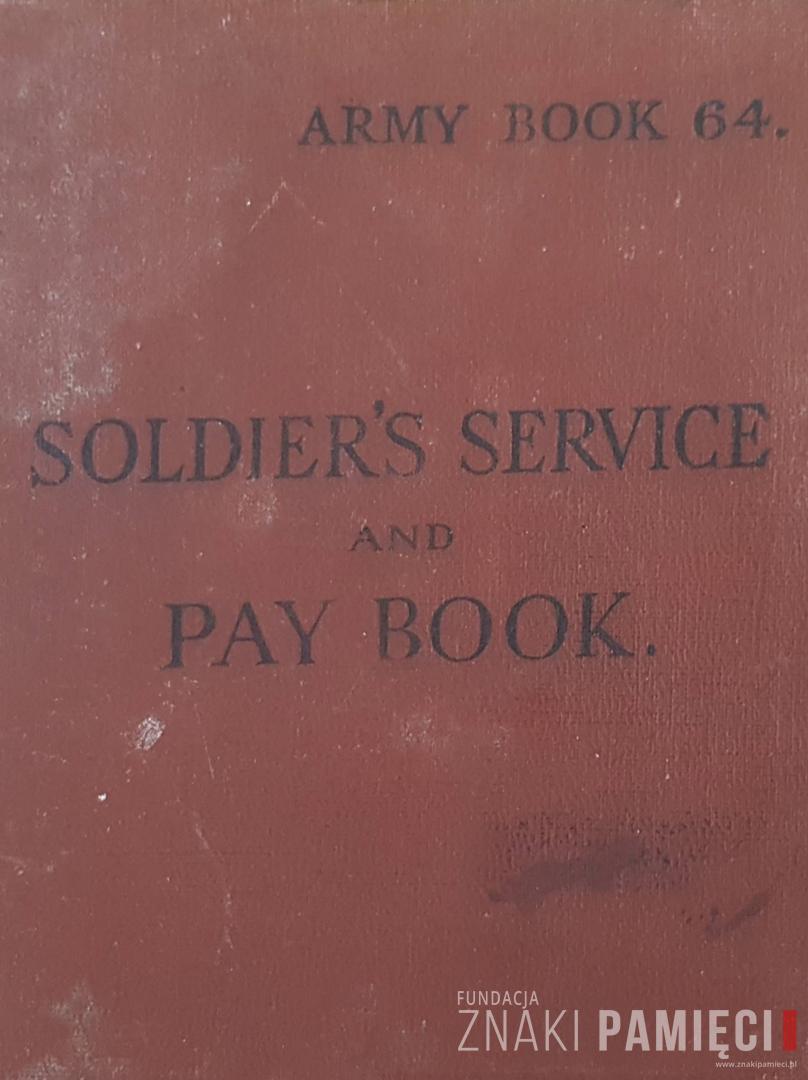 ARMY BOOK 64.
SOLDIER'S SERVICE
AND
PAY BOOK.
FUNDACJA
ZNAKI PAMIĘCI
www.znakipamieci.pl